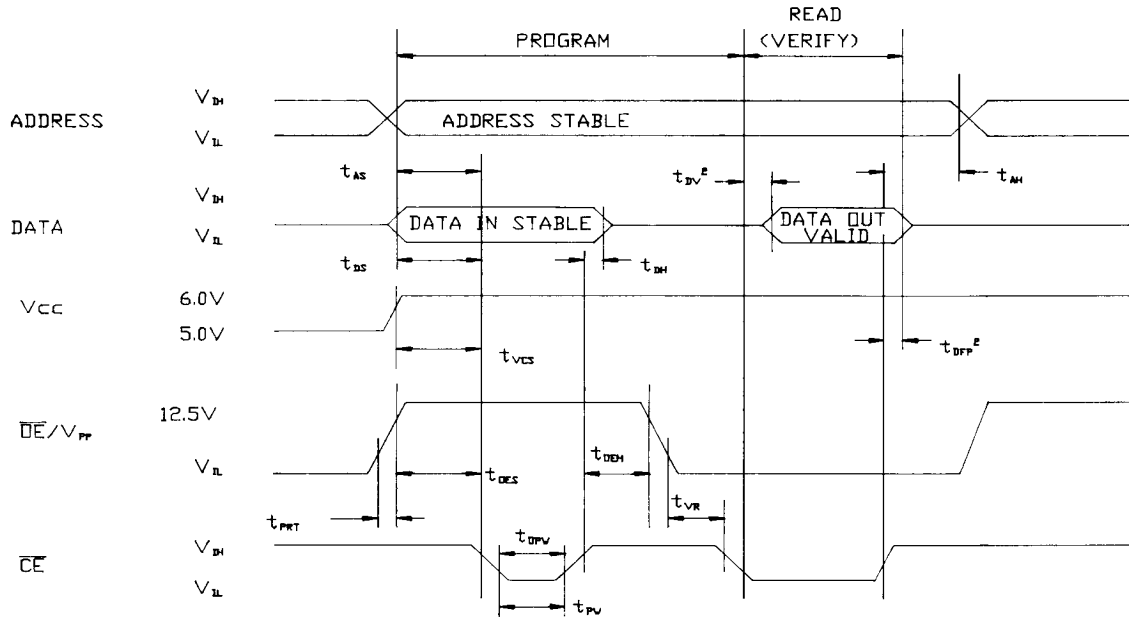 READ
PROGRAM
(VERIFY)
ADDRESS
V_IH
V_IL
ADDRESS STABLE
t_AS
t_DV²
t_AH
DATA
V_IH
V_IL
DATA IN STABLE
DATA OUT
VALID
t_DS
t_DH
Vcc
6.0V
5.0V
t_VCS
t_DFP²
OE/V_PP
12.5V
V_IL
t_OES
t_OEH
t_PRT
t_VR
CE
V_IH
V_IL
t_OPW
t_PW